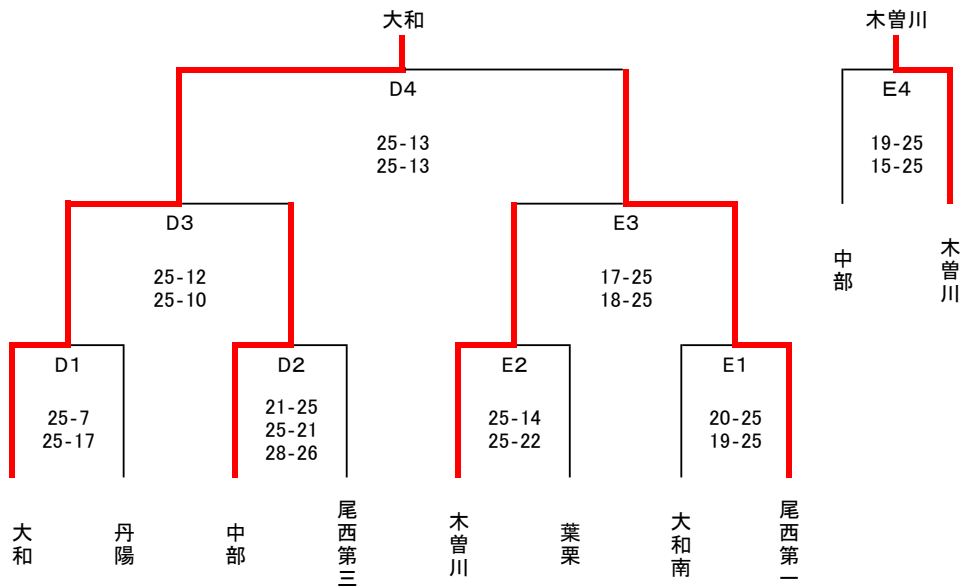 大和
木曽川
D4
25-13
25-13
E4
19-25
15-25
中部
木曽川
D3
25-12
25-10
E3
17-25
18-25
D1
25-7
25-17
D2
21-25
25-21
28-26
E2
25-14
25-22
E1
20-25
19-25
大和
丹陽
中部
尾西第三
木曽川
葉栗
大和南
尾西第一